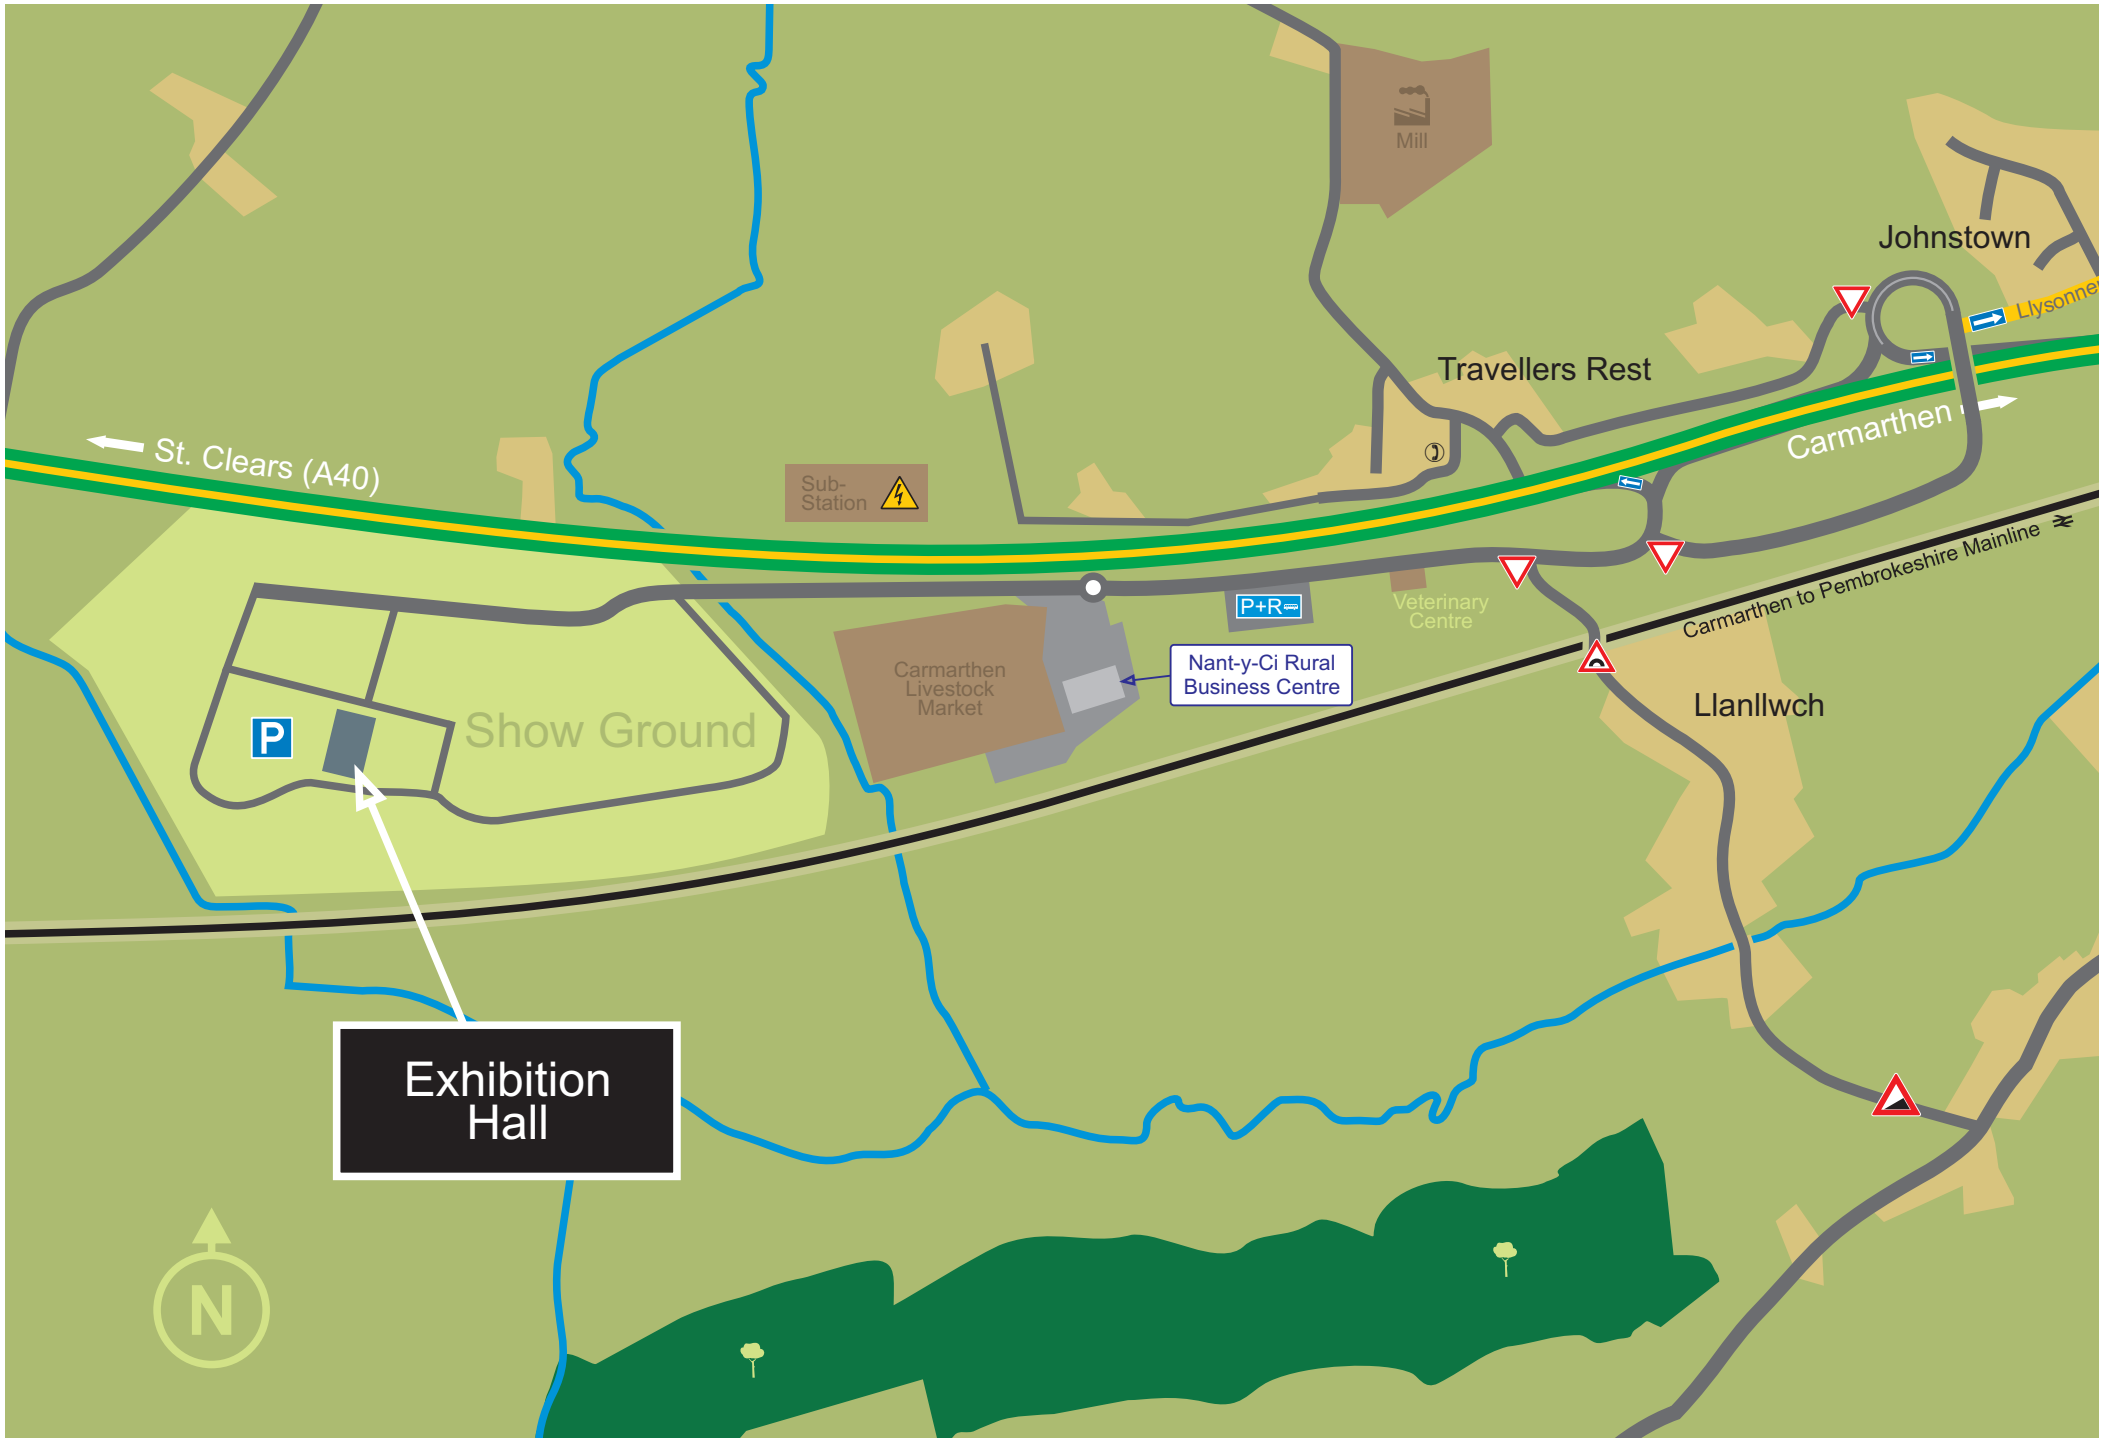 Mill
Johnstown
Llysonnen
Travellers Rest
Carmarthen
St. Clears (A40)
Sub-
Station
Carmarthen to Pembrokeshire Mainline
P+R
Veterinary
Centre
Nant-y-Ci Rural
Business Centre
Carmarthen
Livestock
Market
Llanllwch
Show Ground
P
Exhibition
Hall
N